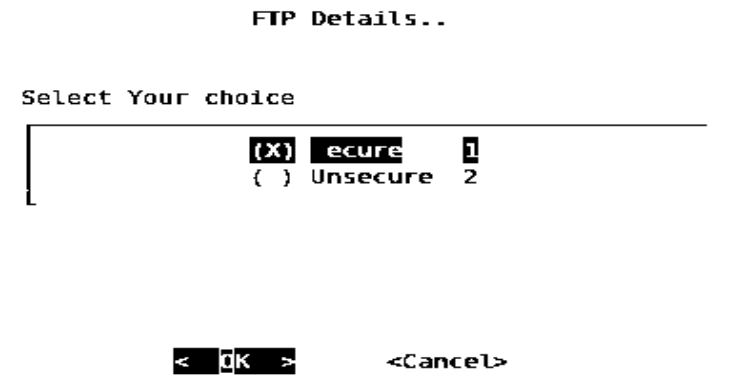 FTP Details..
Select Your choice
(X) ecure 1
( ) Unsecure 2
< OK > <Cancel>